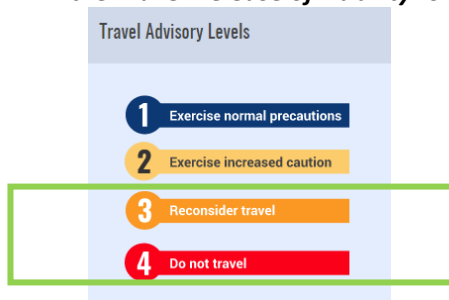 Travel Advisory Levels
1 Exercise normal precautions
2 Exercise increased caution
3 Reconsider travel
4 Do not travel